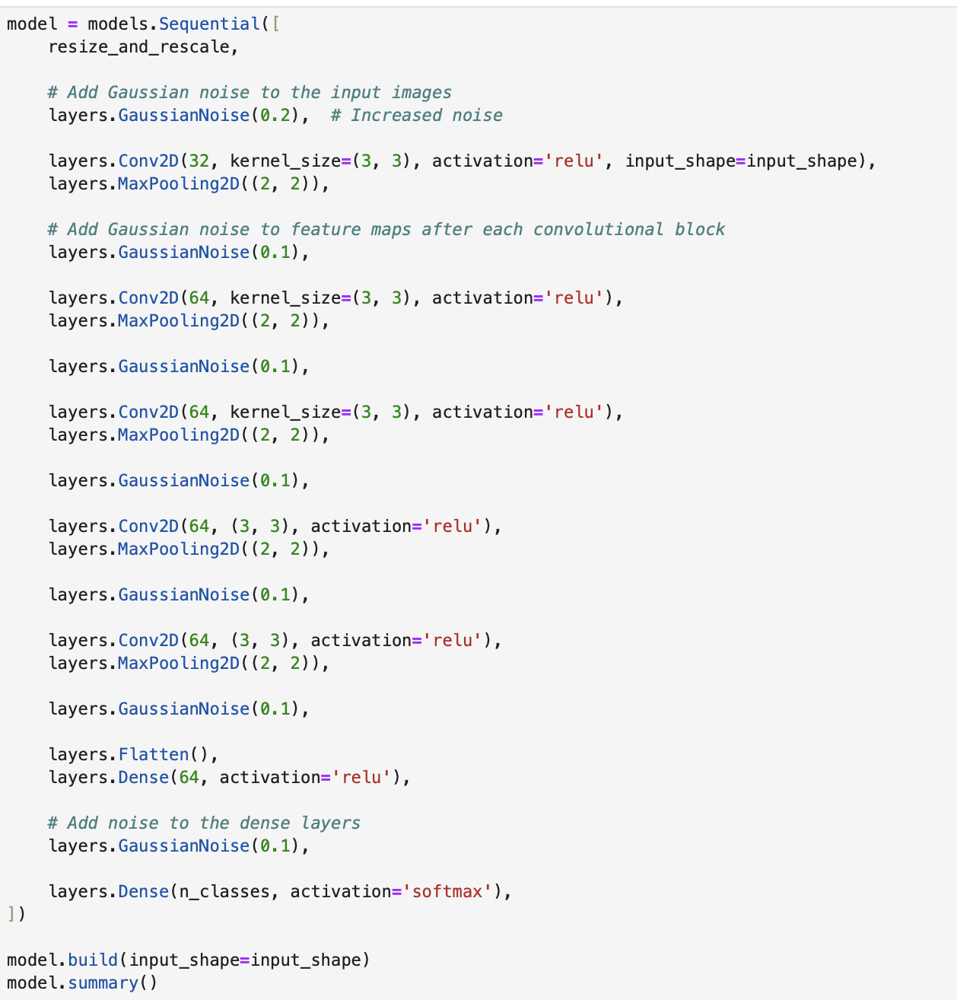 model = models.Sequential([
    resize_and_rescale,

    # Add Gaussian noise to the input images
    layers.GaussianNoise(0.2),  # Increased noise

    layers.Conv2D(32, kernel_size=(3, 3), activation='relu', input_shape=input_shape),
    layers.MaxPooling2D((2, 2)),

    # Add Gaussian noise to feature maps after each convolutional block
    layers.GaussianNoise(0.1),

    layers.Conv2D(64, kernel_size=(3, 3), activation='relu'),
    layers.MaxPooling2D((2, 2)),

    layers.GaussianNoise(0.1),

    layers.Conv2D(64, kernel_size=(3, 3), activation='relu'),
    layers.MaxPooling2D((2, 2)),

    layers.GaussianNoise(0.1),

    layers.Conv2D(64, (3, 3), activation='relu'),
    layers.MaxPooling2D((2, 2)),

    layers.GaussianNoise(0.1),

    layers.Conv2D(64, (3, 3), activation='relu'),
    layers.MaxPooling2D((2, 2)),

    layers.GaussianNoise(0.1),

    layers.Flatten(),
    layers.Dense(64, activation='relu'),

    # Add noise to the dense layers
    layers.GaussianNoise(0.1),

    layers.Dense(n_classes, activation='softmax'),
])

model.build(input_shape=input_shape)
model.summary()